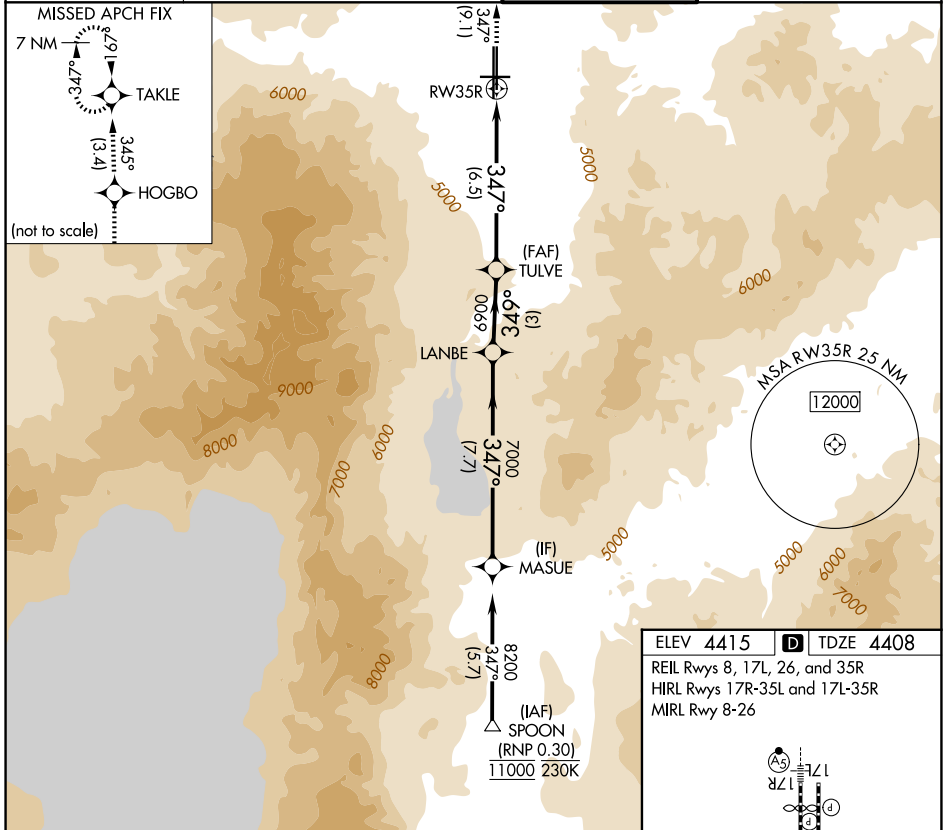 MISSED APCH FIX
7 NM
347°
197°
TAKLE
345°
(3.4)
HOGBO
(not to scale)
347°
(9.1)
RW35R
6000
5000
5000
347°
(6.5)
(FAF)
TULVE
6000
6900
349°
(3)
LANBE
9000
8000
7000
6000
7000
347°
(7.7)
MSA RW35R 25 NM
12000
(IF)
MASUE
5000
5000
6000
7000
8000
8200
347°
(5.7)
(IAF)
SPOON
(RNP 0.30)
11000 230K
ELEV 4415 D TDZE 4408
REIL Rwys 8, 17L, 26, and 35R
HIRL Rwys 17R-35L and 17L-35R
MIRL Rwy 8-26
A5
17R
17L
P
P